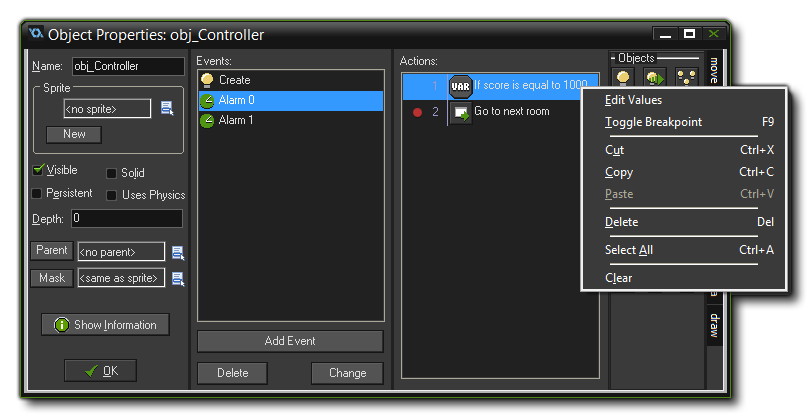 Object Properties: obj_Controller
Name: obj_Controller
Sprite
<no sprite>
New
Visible
Solid
Persistent
Uses Physics
Depth: 0
Parent <no parent>
Mask <same as sprite>
Show Information
OK
Events:
Create
Alarm 0
Alarm 1
Add Event
Delete
Change
Actions:
1 VAR If score is equal to 1000
2 Go to next room
Objects
move
draw
Edit Values
Toggle Breakpoint F9
Cut Ctrl+X
Copy Ctrl+C
Paste Ctrl+V
Delete Del
Select All Ctrl+A
Clear